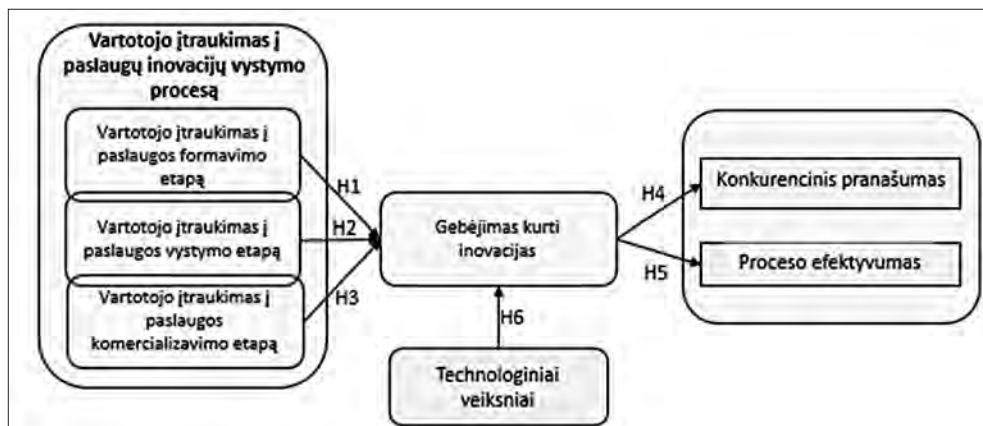 Vartotojo įtraukimas į
paslaugų inovacijų vystymo
procesą
Vartotojo įtraukimas į
paslaugos formavimo
etapą
H1
Vartotojo įtraukimas į
paslaugos vystymo etapą
H2
Vartotojo įtraukimas į
paslaugos
komercializavimo etapą
H3
Gebėjimas kurti
inovacijas
H4
Konkurencinis pranašumas
H5
Proceso efektyvumas
H6
Technologiniai
veiksniai